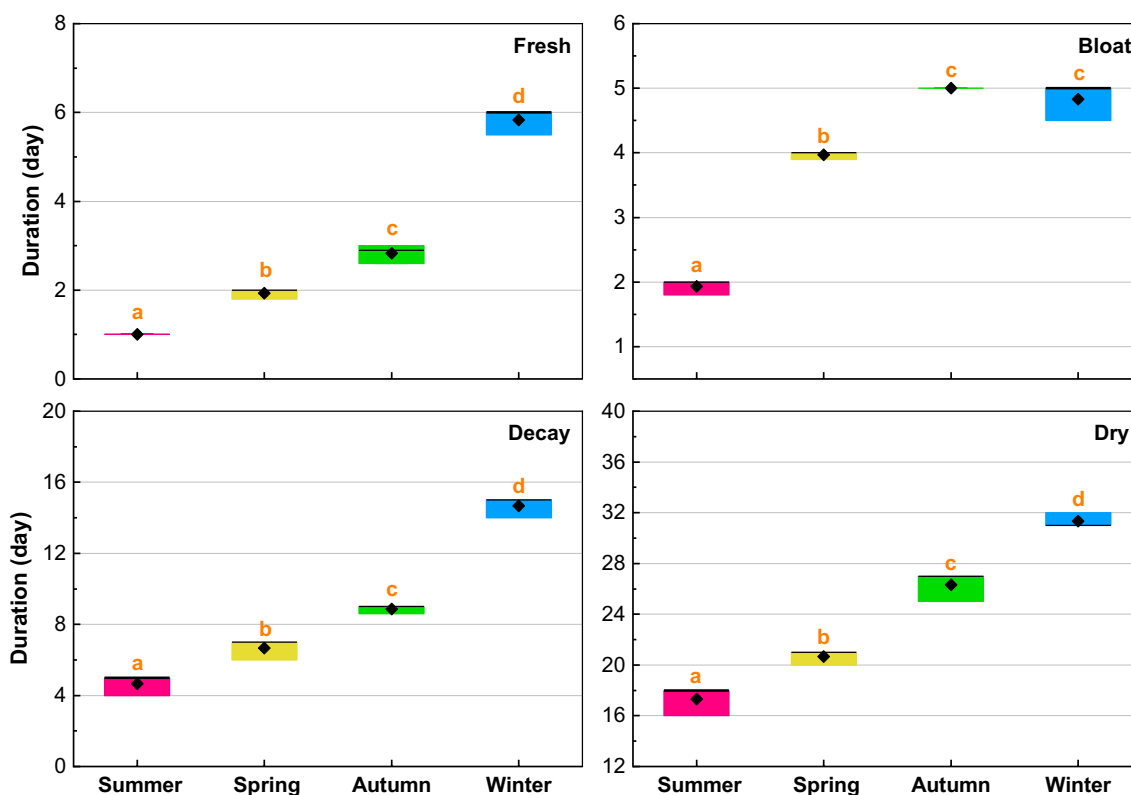 Fresh
Duration (day)
8
6
4
2
0
a
b
c
d
Bloat
6
5
4
3
2
1
a
b
c
c
Decay
Duration (day)
20
16
12
8
4
0
a
b
c
d
Summer Spring Autumn Winter
Dry
40
36
32
28
24
20
16
12
a
b
c
d
Summer Spring Autumn Winter